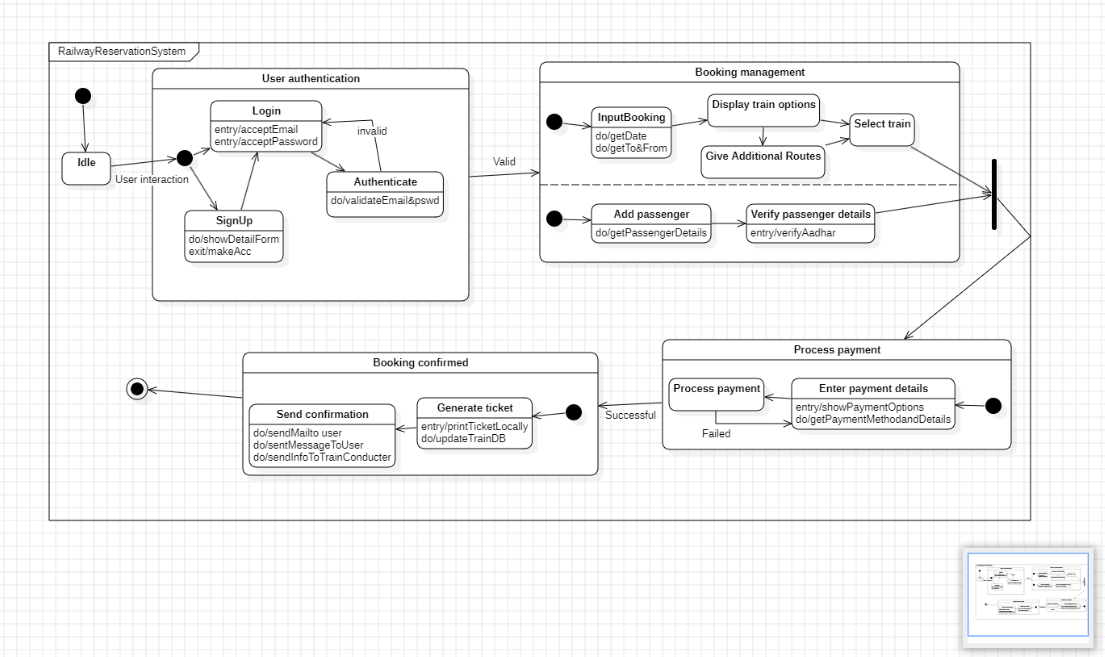 RailwayReservationSystem
User authentication
Login
entry/acceptEmail
entry/acceptPassword
invalid
Idle
User interaction
Authenticate
do/validateEmail&pswd
SignUp
do/showDetailForm
exit/makeAcc
Valid
Booking management
InputBooking
do/getDate
do/getTo&From
Display train options
Select train
Give Additional Routes
Add passenger
do/getPassengerDetails
Verify passenger details
entry/verifyAadhar
Process payment
Process payment
Enter payment details
entry/showPaymentOptions
do/getPaymentMethodandDetails
Failed
Successful
Booking confirmed
Generate ticket
entry/printTicketLocally
do/updateTrainDB
Send confirmation
do/sendMailto user
do/sentMessageToUser
do/sendInfoToTrainConducter